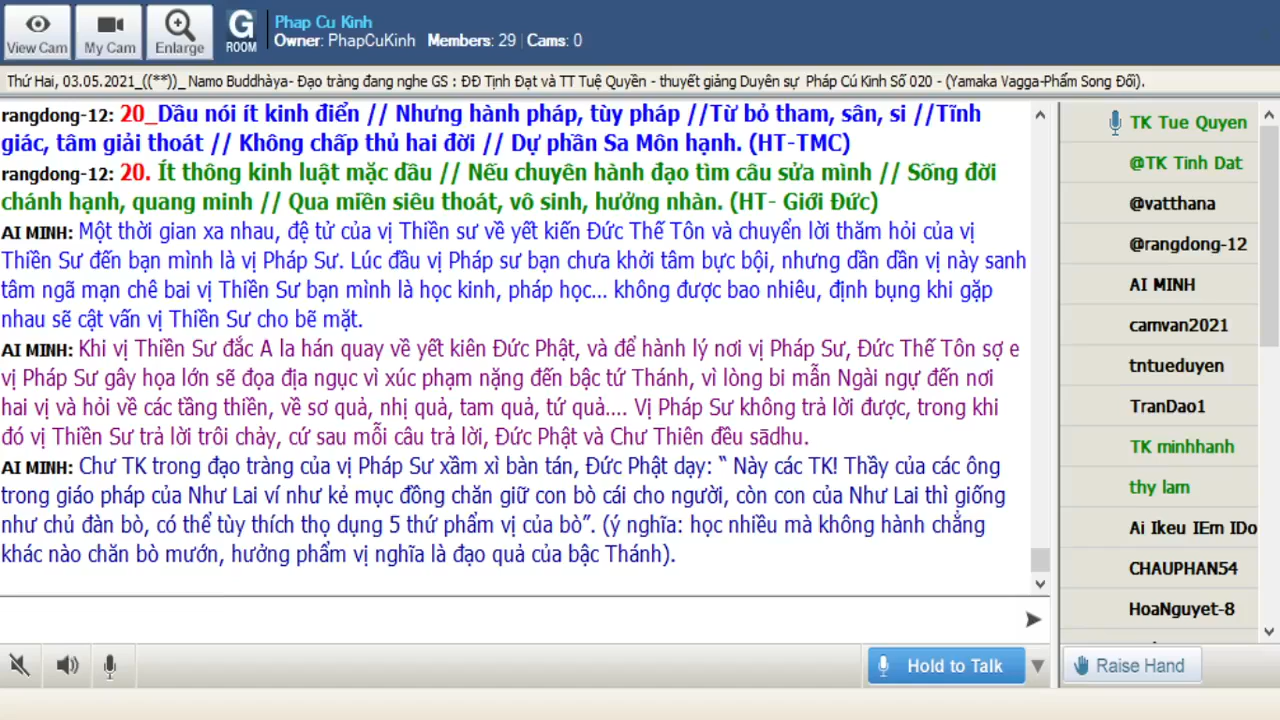 View Cam
My Cam
Enlarge
G
ROOM
Phap Cu Kinh
Owner: PhapCuKinh Members: 29 | Cams: 0
Thứ Hai, 03.05.2021_((**))_ Namo Buddhàya- Đạo tràng đang nghe GS : ĐĐ Tịnh Đạt và TT Tuệ Quyền - thuyết giảng Duyên sự Pháp Cú Kinh Số 020 - (Yamaka Vagga-Phẩm Song Đối).
rangdong-12: 20_Dầu nói ít kinh điển // Nhưng hành pháp, tùy pháp //Từ bỏ tham, sân, si //Tĩnh
giác, tâm giải thoát // Không chấp thủ hai đời // Dự phần Sa Môn hạnh. (HT-TMC)
rangdong-12: 20. Ít thông kinh luật mặc dầu // Nếu chuyên hành đạo tìm câu sửa mình // Sống đời
chánh hạnh, quang minh // Qua miền siêu thoát, vô sinh, hưởng nhàn. (HT- Giới Đức)
AI MINH: Một thời gian xa nhau, đệ tử của vị Thiền sư về yết kiến Đức Thế Tôn và chuyển lời thăm hỏi của vị
Thiền Sư đến bạn mình là vị Pháp Sư. Lúc đầu vị Pháp sư bạn chưa khởi tâm bực bội, nhưng dần dần vị này sanh
tâm ngã mạn chê bai vị Thiền Sư bạn mình là học kinh, pháp học... không được bao nhiêu, định bụng khi gặp
nhau sẽ cật vấn vị Thiền Sư cho bẽ mặt.
AI MINH: Khi vị Thiền Sư đắc A la hán quay về yết kiên Đức Phật, và để hành lý nơi vị Pháp Sư, Đức Thế Tôn sợ e
vị Pháp Sư gây họa lớn sẽ đọa địa ngục vì xúc phạm nặng đến bậc tứ Thánh, vì lòng bi mẫn Ngài ngự đến nơi
hai vị và hỏi về các tầng thiền, về sơ quả, nhị quả, tam quả, tứ quả.... Vị Pháp Sư không trả lời được, trong khi
đó vị Thiền Sư trả lời trôi chảy, cứ sau mỗi câu trả lời, Đức Phật và Chư Thiên đều sādhu.
AI MINH: Chư TK trong đạo tràng của vị Pháp Sư xầm xì bàn tán, Đức Phật dạy: “ Này các TK! Thầy của các ông
trong giáo pháp của Như Lai ví như kẻ mục đồng chăn giữ con bò cái cho người, còn con của Như Lai thì giống
như chủ đàn bò, có thể tùy thích thọ dụng 5 thứ phẩm vị của bò”. (ý nghĩa: học nhiều mà không hành chẳng
khác nào chăn bò mướn, hưởng phẩm vị nghĩa là đạo quả của bậc Thánh).
TK Tue Quyen
@TK Tinh Dat
@vatthana
@rangdong-12
AI MINH
camvan2021
tntueduyen
TranDao1
TK minhhanh
thy lam
Ai Ikeu IEm IDo
CHAUPHAN54
HoaNguyet-8
Hold to Talk
Raise Hand